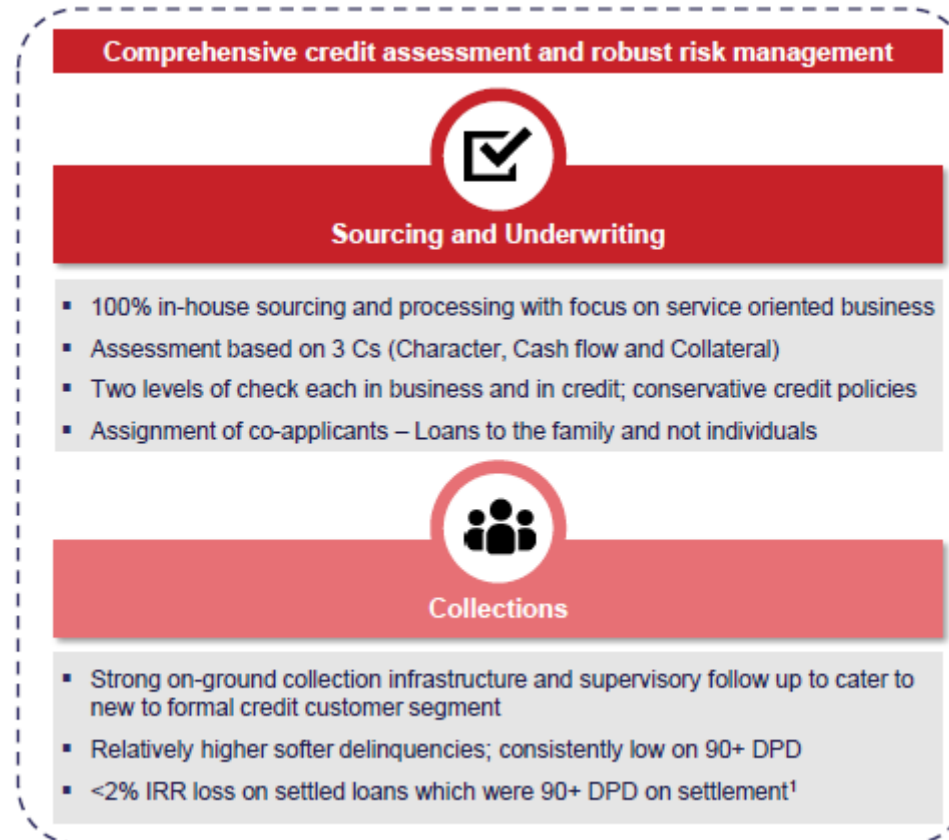 Comprehensive credit assessment and robust risk management
Sourcing and Underwriting
▪ 100% in-house sourcing and processing with focus on service oriented business
▪ Assessment based on 3 Cs (Character, Cash flow and Collateral)
▪ Two levels of check each in business and in credit; conservative credit policies
▪ Assignment of co-applicants – Loans to the family and not individuals
Collections
▪ Strong on-ground collection infrastructure and supervisory follow up to cater to
new to formal credit customer segment
▪ Relatively higher softer delinquencies; consistently low on 90+ DPD
▪ <2% IRR loss on settled loans which were 90+ DPD on settlement¹